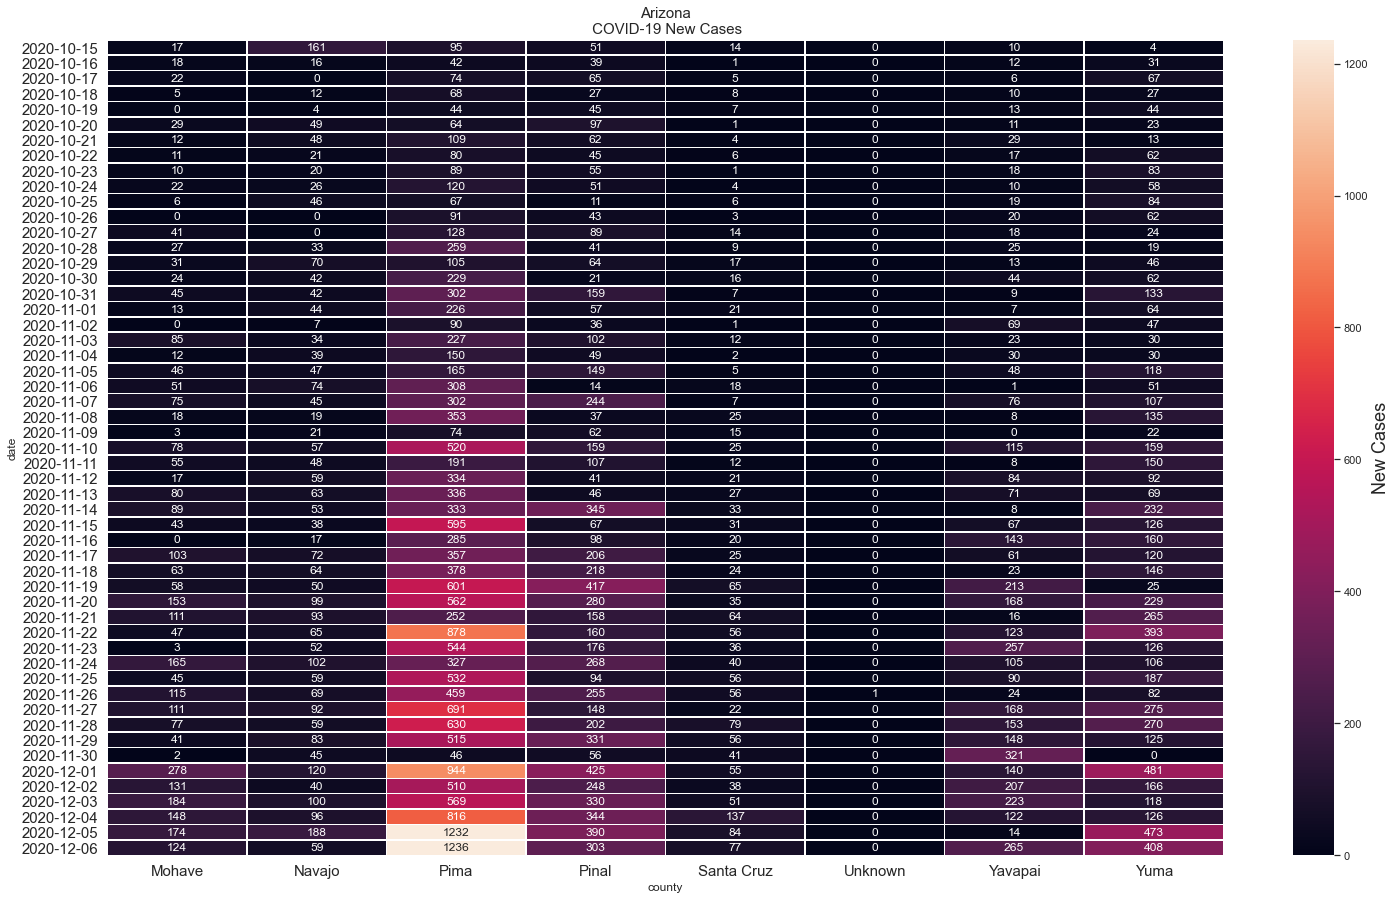 Arizona
COVID-19 New Cases
2020-10-15 17 161 95 51 14 0 10 4
2020-10-16 18 16 42 39 1 0 12 31
2020-10-17 22 0 74 65 5 0 6 67
2020-10-18 5 12 68 27 8 0 10 27
2020-10-19 0 4 44 45 7 0 13 44
2020-10-20 29 49 64 97 1 0 11 23
2020-10-21 12 48 109 62 4 0 29 13
2020-10-22 11 21 80 45 6 0 17 62
2020-10-23 10 20 89 55 1 0 18 83
2020-10-24 22 26 120 51 4 0 10 58
2020-10-25 6 46 67 11 6 0 19 84
2020-10-26 0 0 91 43 3 0 20 62
2020-10-27 41 0 128 89 14 0 18 24
2020-10-28 27 33 259 41 9 0 25 19
2020-10-29 31 70 105 64 17 0 13 46
2020-10-30 24 42 229 21 16 0 44 62
2020-10-31 45 42 302 159 7 0 9 133
2020-11-01 13 44 226 57 21 0 7 64
2020-11-02 0 7 90 36 1 0 69 47
2020-11-03 85 34 227 102 12 0 23 30
2020-11-04 12 39 150 49 2 0 30 30
2020-11-05 46 47 165 149 5 0 48 118
2020-11-06 51 74 308 14 18 0 1 51
2020-11-07 75 45 302 244 7 0 76 107
2020-11-08 18 19 353 37 25 0 8 135
2020-11-09 3 21 74 62 15 0 0 22
2020-11-10 78 57 520 159 25 0 115 159
2020-11-11 55 48 191 107 12 0 8 150
2020-11-12 17 59 334 41 21 0 84 92
2020-11-13 80 63 336 46 27 0 71 69
2020-11-14 89 53 333 345 33 0 8 232
2020-11-15 43 38 595 67 31 0 67 126
2020-11-16 0 17 285 98 20 0 143 160
2020-11-17 103 72 357 206 25 0 61 120
2020-11-18 63 64 378 218 24 0 23 146
2020-11-19 58 50 601 417 65 0 213 25
2020-11-20 153 99 562 280 35 0 168 229
2020-11-21 111 93 252 158 64 0 16 265
2020-11-22 47 65 878 160 56 0 123 393
2020-11-23 3 52 544 176 36 0 257 126
2020-11-24 165 102 327 268 40 0 105 106
2020-11-25 45 59 532 94 56 0 90 187
2020-11-26 115 69 459 255 56 1 24 82
2020-11-27 111 92 691 148 22 0 168 275
2020-11-28 77 59 630 202 79 0 153 270
2020-11-29 41 83 515 331 56 0 148 125
2020-11-30 2 45 46 56 41 0 321 0
2020-12-01 278 120 944 425 55 0 140 481
2020-12-02 131 40 510 248 38 0 207 166
2020-12-03 184 100 569 330 51 0 223 118
2020-12-04 148 96 816 344 137 0 122 126
2020-12-05 174 188 1232 390 84 0 14 473
2020-12-06 124 59 1236 303 77 0 265 408
Mohave Navajo Pima Pinal Santa Cruz Unknown Yavapai Yuma
county
date
1200
1000
800
600
400
200
0
New Cases